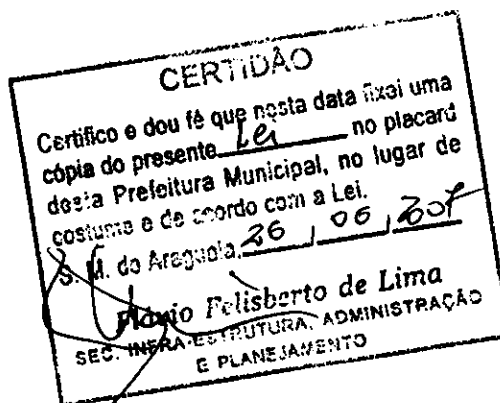 CERTIDÃO
Certifico e dou fé que nesta data fixei uma
cópia do presente Lei no placard
desta Prefeitura Municipal, no lugar de
costume e de acordo com a Lei.
S. M. do Araguaia, 26 / 06 / 2007
Flávio Felisberto de Lima
SEC. INFRA-ESTRUTURA, ADMINISTRAÇÃO
E PLANEJAMENTO